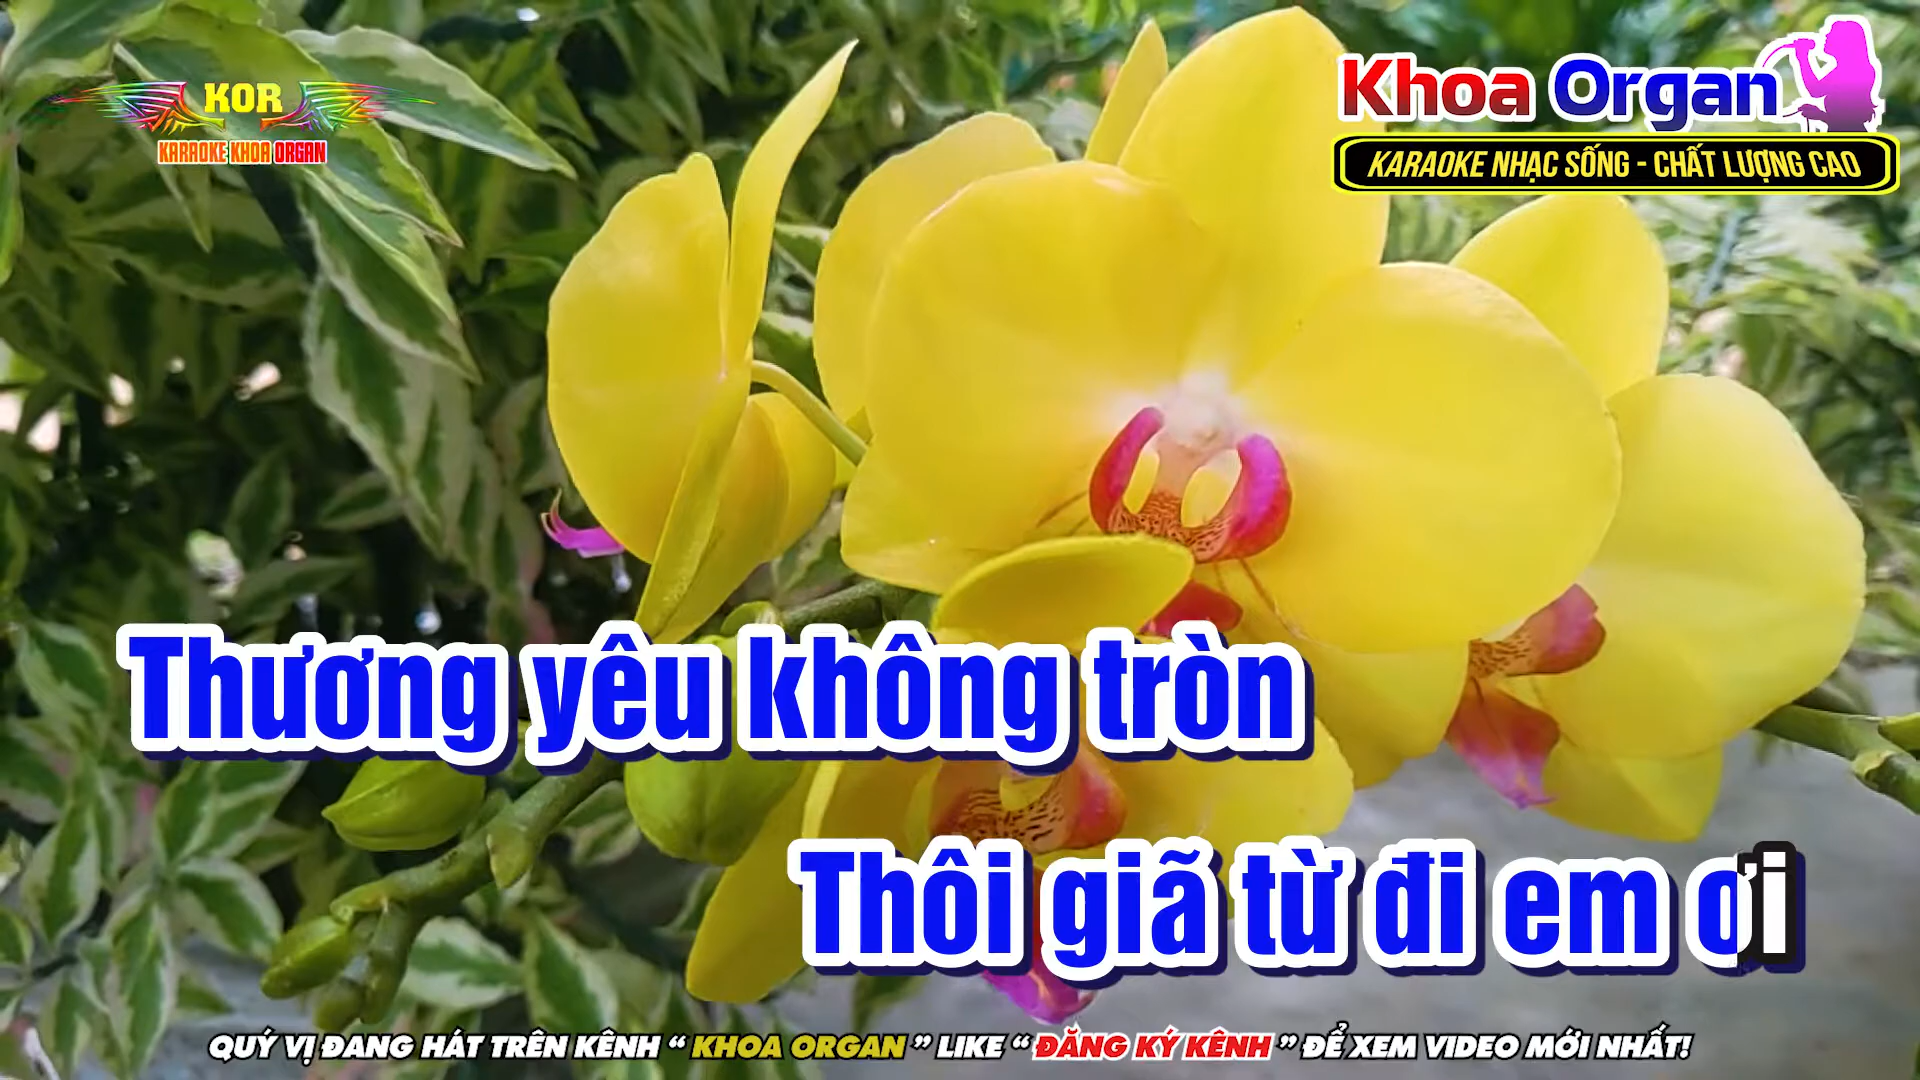 KOR
KARAOKE KHOA ORGAN
Khoa Organ
KARAOKE NHẠC SỐNG - CHẤT LƯỢNG CAO
Thương yêu không tròn
Thôi giã từ đi em ơi
QUÝ VỊ ĐANG HÁT TRÊN KÊNH “ KHOA ORGAN ” LIKE “ ĐĂNG KÝ KÊNH ” ĐỂ XEM VIDEO MỚI NHẤT!